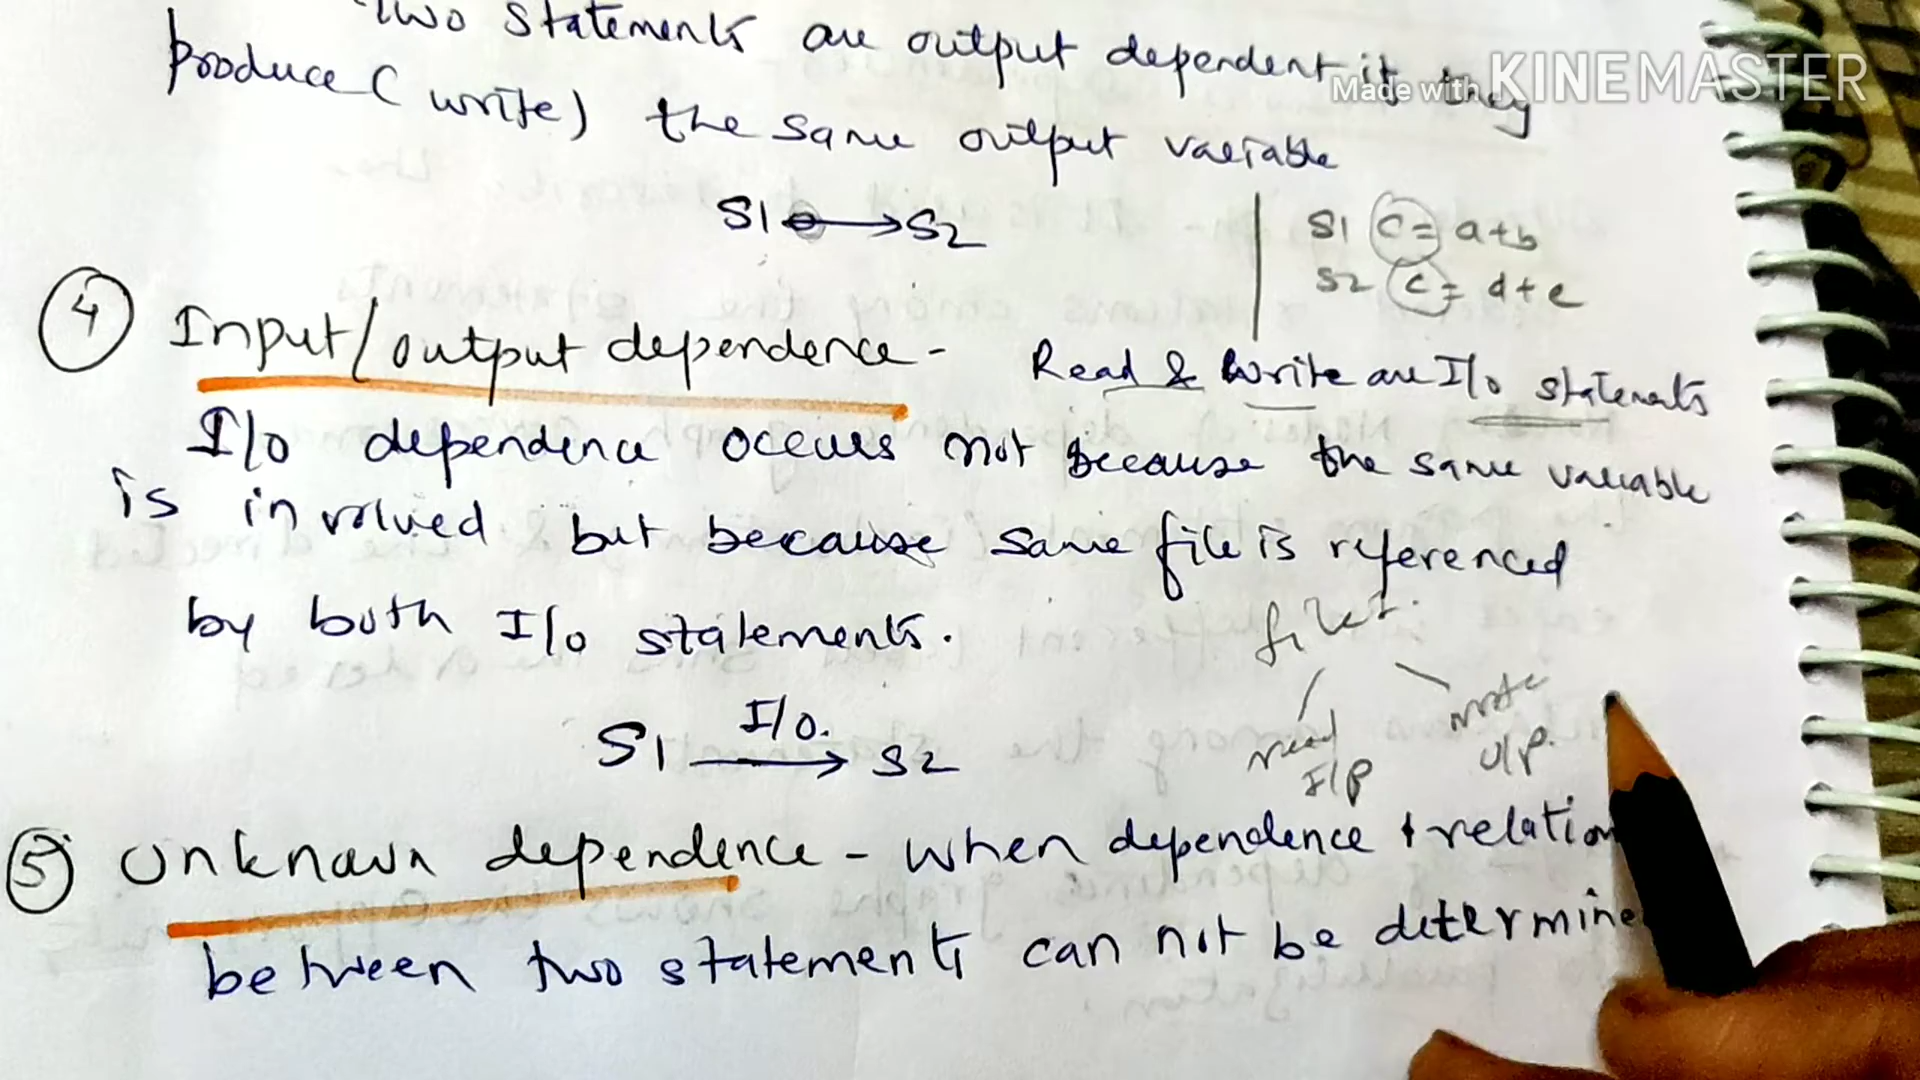 Two statements are output dependent if they
produce ( write) the same output variable
Made with KINEMASTER
S1 → S2
S1 C = a+b
S2 C = d+e
4 Input/output dependence -
Read & Write are I/o statements
I/o dependence occurs not because the same variable
is involved but because same file is referenced
by both I/o statements.
file
read I/P
write O/P.
S1 I/O. → S2
5 Unknown dependence - when dependence relation
between two statements can not be determine